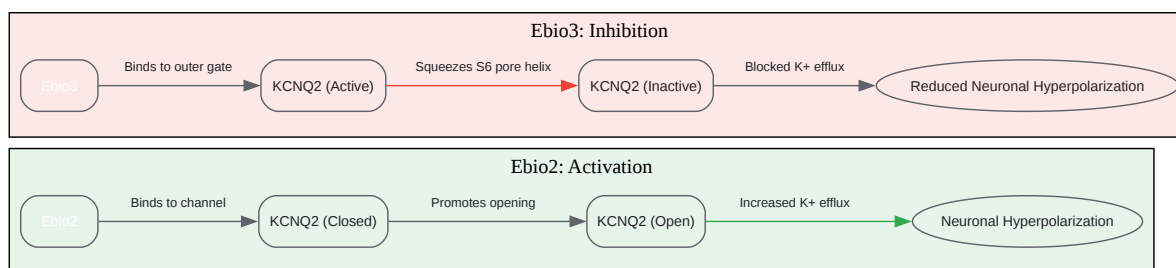 Ebio3: Inhibition
Ebio3
Binds to outer gate
KCNQ2 (Active)
Squeezes S6 pore helix
KCNQ2 (Inactive)
Blocked K+ efflux
Reduced Neuronal Hyperpolarization
Ebio2: Activation
Ebio2
Binds to channel
KCNQ2 (Closed)
Promotes opening
KCNQ2 (Open)
Increased K+ efflux
Neuronal Hyperpolarization